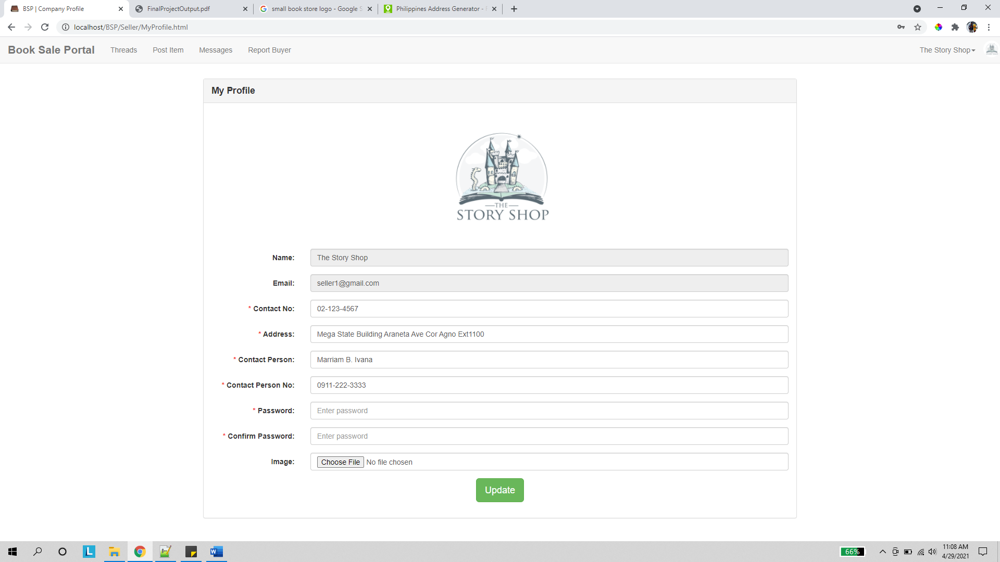 BSP | Company Profile
FinalProjectOutput.pdf
small book store logo - Google S
Philippines Address Generator -
localhost/BSP/Seller/MyProfile.html
Book Sale Portal
Threads
Post Item
Messages
Report Buyer
The Story Shop
My Profile
THE
STORY SHOP
Name:
The Story Shop
Email:
seller1@gmail.com
* Contact No:
02-123-4567
* Address:
Mega State Building Araneta Ave Cor Agno Ext1100
* Contact Person:
Marriam B. Ivana
* Contact Person No:
0911-222-3333
* Password:
Enter password
* Confirm Password:
Enter password
Image:
Choose File No file chosen
Update
L
W
66%
11:08 AM
4/29/2021